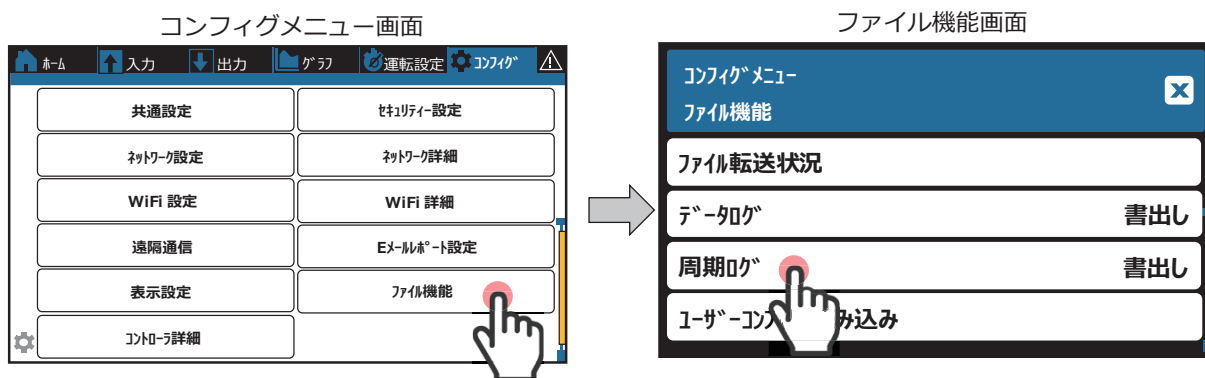 コンフィグメニュー画面
ﾎｰﾑ 入力 出力 ｸﾞﾗﾌ 運転設定 ｺﾝﾌｨｸﾞ
共通設定 ｾｷｭﾘﾃｨｰ設定
ﾈｯﾄﾜｰｸ設定 ﾈｯﾄﾜｰｸ詳細
WiFi 設定 WiFi 詳細
遠隔通信 Eﾒｰﾙﾚﾎﾟｰﾄ設定
表示設定 ﾌｧｲﾙ機能
ｺﾝﾄﾛｰﾗ詳細
ファイル機能画面
ｺﾝﾌｨｸﾞﾒﾆｭｰ
ﾌｧｲﾙ機能
ﾌｧｲﾙ転送状況
ﾃﾞｰﾀﾛｸﾞ 書出し
周期ﾛｸﾞ 書出し
ﾕｰｻﾞｰｺﾝ み込み